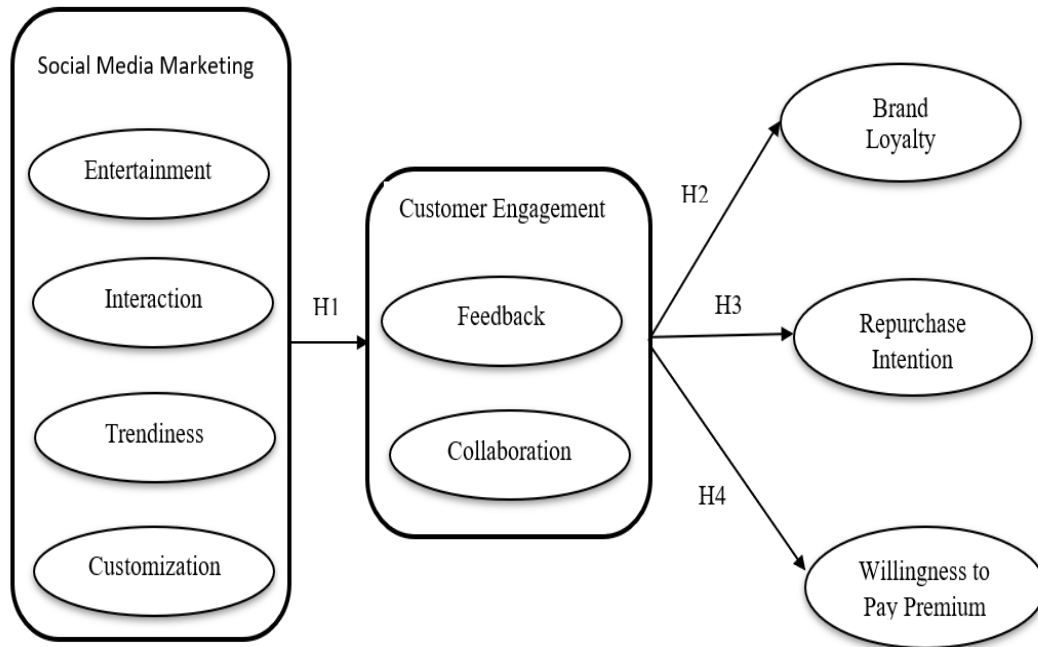 Social Media Marketing
Entertainment
Interaction
Trendiness
Customization
H1
Customer Engagement
Feedback
Collaboration
H2
H3
H4
Brand
Loyalty
Repurchase
Intention
Willingness to
Pay Premium